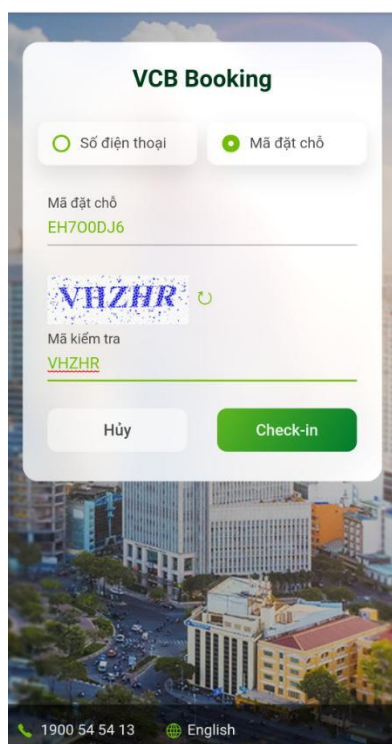 VCB Booking
Số điện thoại
Mã đặt chỗ
Mã đặt chỗ
EH7O0DJ6
VHZHR
Mã kiểm tra
VHZHR
Hủy
Check-in
1900 54 54 13
English